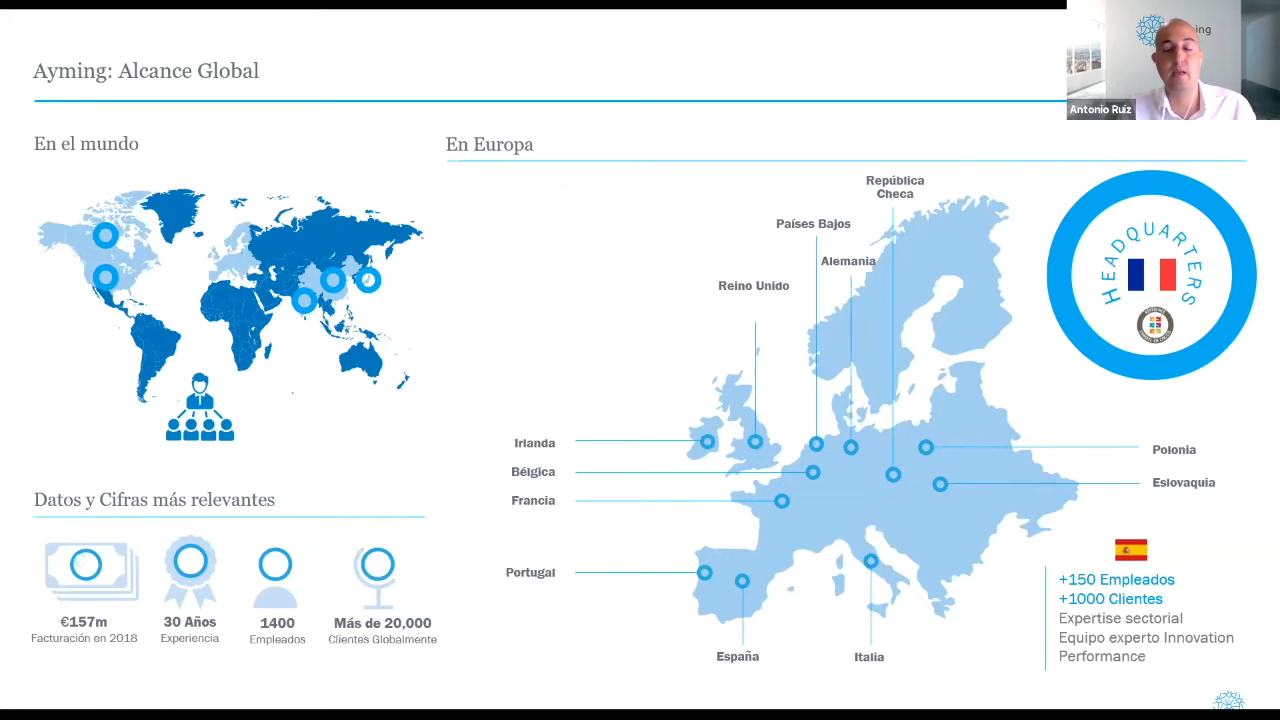 Ayming: Alcance Global
Antonio Ruiz
En el mundo
En Europa
República
Checa
Países Bajos
Alemania
Reino Unido
HEADQUARTERS
Irlanda
Bélgica
Francia
Polonia
Eslovaquia
Portugal
España
Italia
Datos y Cifras más relevantes
€157m
Facturación en 2018
30 Años
Experiencia
1400
Empleados
Más de 20,000
Clientes Globalmente
+150 Empleados
+1000 Clientes
Expertise sectorial
Equipo experto Innovation
Performance